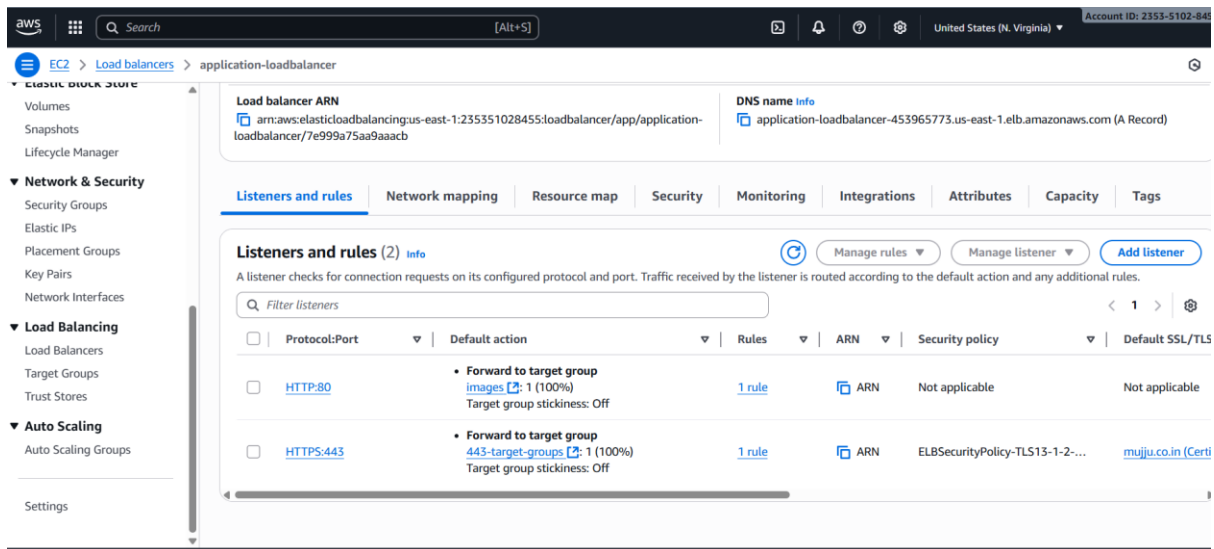 aws Search [Alt+S] United States (N. Virginia) ▼ Account ID: 2353-5102-845
EC2 > Load balancers > application-loadbalancer
Elastic Block Store
Volumes
Snapshots
Lifecycle Manager
Network & Security
Security Groups
Elastic IPs
Placement Groups
Key Pairs
Network Interfaces
Load Balancing
Load Balancers
Target Groups
Trust Stores
Auto Scaling
Auto Scaling Groups
Settings
Load balancer ARN
arn:aws:elasticloadbalancing:us-east-1:235351028455:loadbalancer/app/application-
loadbalancer/7e999a75aa9aaacb
DNS name Info
application-loadbalancer-453965773.us-east-1.elb.amazonaws.com (A Record)
Listeners and rules Network mapping Resource map Security Monitoring Integrations Attributes Capacity Tags
Listeners and rules (2) Info Manage rules ▼ Manage listener ▼ Add listener
A listener checks for connection requests on its configured protocol and port. Traffic received by the listener is routed according to the default action and any additional rules.
Filter listeners < 1 >
Protocol:Port Default action Rules ARN Security policy Default SSL/TLS
HTTP:80
• Forward to target group
images: 1 (100%)
Target group stickiness: Off
1 rule ARN Not applicable Not applicable
HTTPS:443
• Forward to target group
443-target-groups: 1 (100%)
Target group stickiness: Off
1 rule ARN ELBSecurityPolicy-TLS13-1-2-... mujju.co.in (Certi